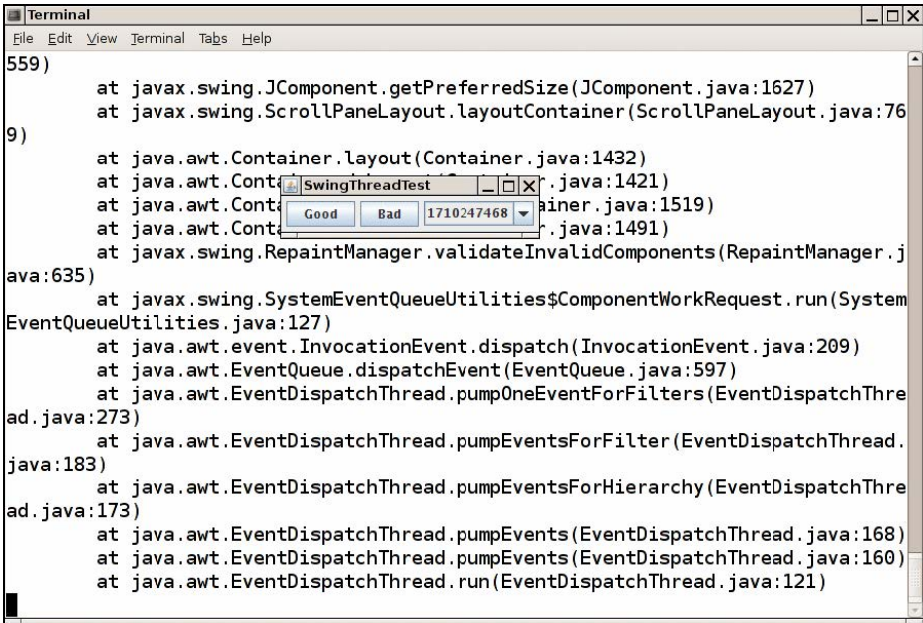 Terminal
File Edit View Terminal Tabs Help
559)
at javax.swing.JComponent.getPreferredSize(JComponent.java:1627)
at javax.swing.ScrollPaneLayout.layoutContainer(ScrollPaneLayout.java:76
9)
at java.awt.Container.layout(Container.java:1432)
at java.awt.Conta r.java:1421)
SwingThreadTest
at java.awt.Conta ainer.java:1519)
Good Bad 1710247468
at java.awt.Conta r.java:1491)
at javax.swing.RepaintManager.validateInvalidComponents(RepaintManager.j
ava:635)
at javax.swing.SystemEventQueueUtilities$ComponentWorkRequest.run(System
EventQueueUtilities.java:127)
at java.awt.event.InvocationEvent.dispatch(InvocationEvent.java:209)
at java.awt.EventQueue.dispatchEvent(EventQueue.java:597)
at java.awt.EventDispatchThread.pumpOneEventForFilters(EventDispatchThre
ad.java:273)
at java.awt.EventDispatchThread.pumpEventsForFilter(EventDispatchThread.
java:183)
at java.awt.EventDispatchThread.pumpEventsForHierarchy(EventDispatchThre
ad.java:173)
at java.awt.EventDispatchThread.pumpEvents(EventDispatchThread.java:168)
at java.awt.EventDispatchThread.pumpEvents(EventDispatchThread.java:160)
at java.awt.EventDispatchThread.run(EventDispatchThread.java:121)